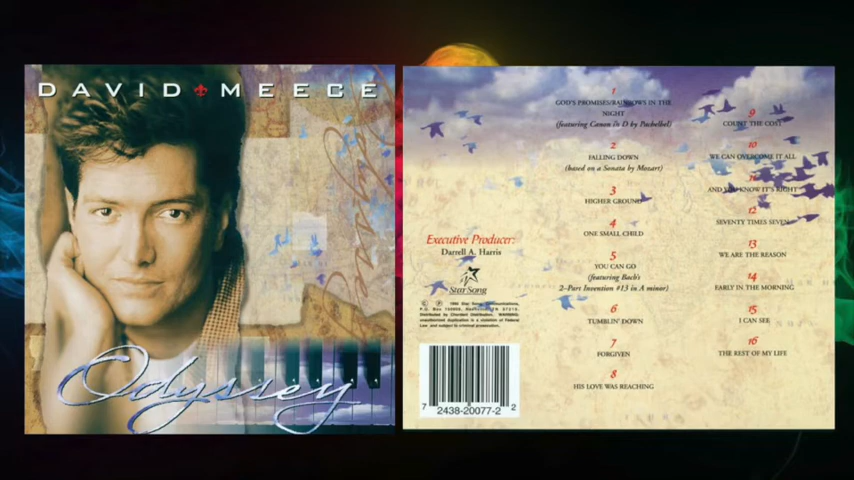 DAVID MEECE
Odyssey
1
GOD'S PROMISES/RAINBOWS IN THE
NIGHT
(featuring Canon in D by Pachelbel)
2
FALLING DOWN
(based on a Sonata by Mozart)
3
HIGHER GROUND
4
ONE SMALL CHILD
5
YOU CAN GO
(featuring Bach's
2-Part Invention #13 in A minor)
6
TUMBLIN' DOWN
7
FORGIVEN
8
HIS LOVE WAS REACHING
9
COUNT THE COST
10
WE CAN OVERCOME IT ALL
11
AND YOU KNOW IT'S RIGHT
12
SEVENTY TIMES SEVEN
13
WE ARE THE REASON
14
EARLY IN THE MORNING
15
I CAN SEE
16
THE REST OF MY LIFE
Executive Producer:
Darrell A. Harris
Star Song
7 2438-20077-2 2